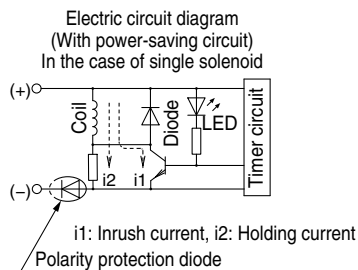 Electric circuit diagram
(With power-saving circuit)
In the case of single solenoid
(+)
Coil
Diode
LED
Timer circuit
i2
i1
(−)
i1: Inrush current, i2: Holding current
Polarity protection diode